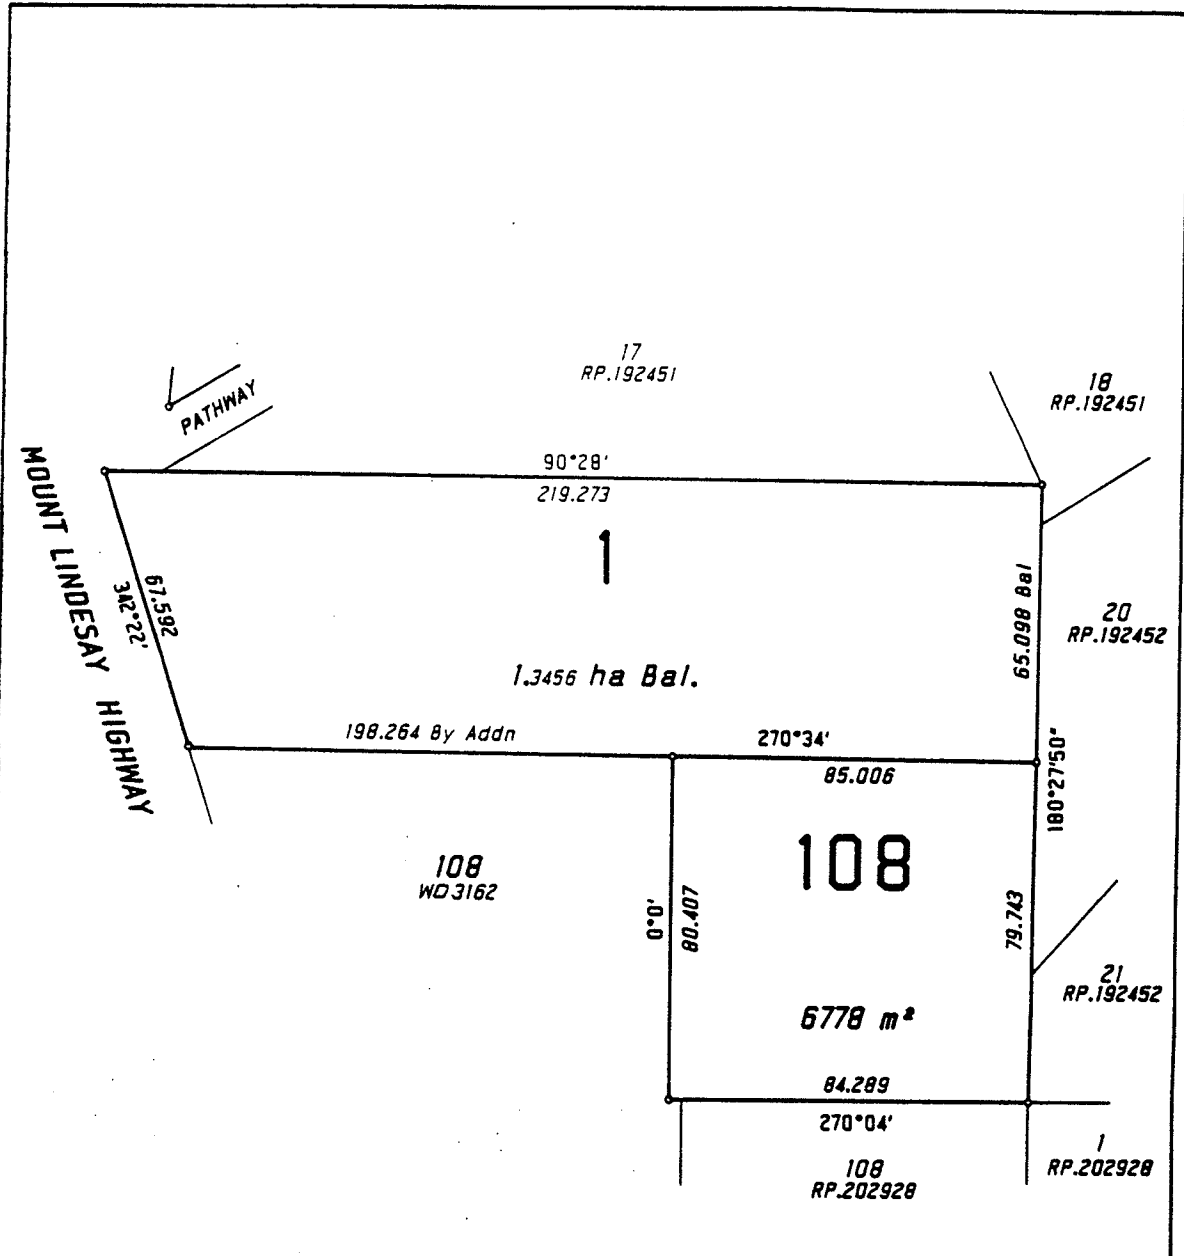 17
RP.192451
18
RP.192451
PATHWAY
90°28'
219.273
MOUNT LINDESAY HIGHWAY
67.592
342°22'
1
65.098 Bal
20
RP.192452
1.3456 ha Bal.
198.264 By Addn
270°34'
85.006
180°27'50"
108
WD3162
108
0°0'
80.407
79.743
21
RP.192452
6778 m²
84.289
270°04'
108
RP.202928
1
RP.202928